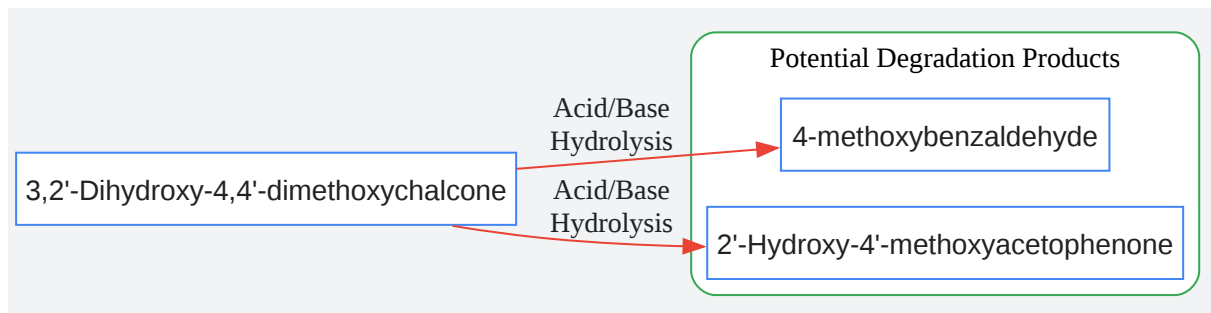 Potential Degradation Products
Acid/Base
Hydrolysis
4-methoxybenzaldehyde
3,2'-Dihydroxy-4,4'-dimethoxychalcone
Acid/Base
Hydrolysis
2'-Hydroxy-4'-methoxyacetophenone